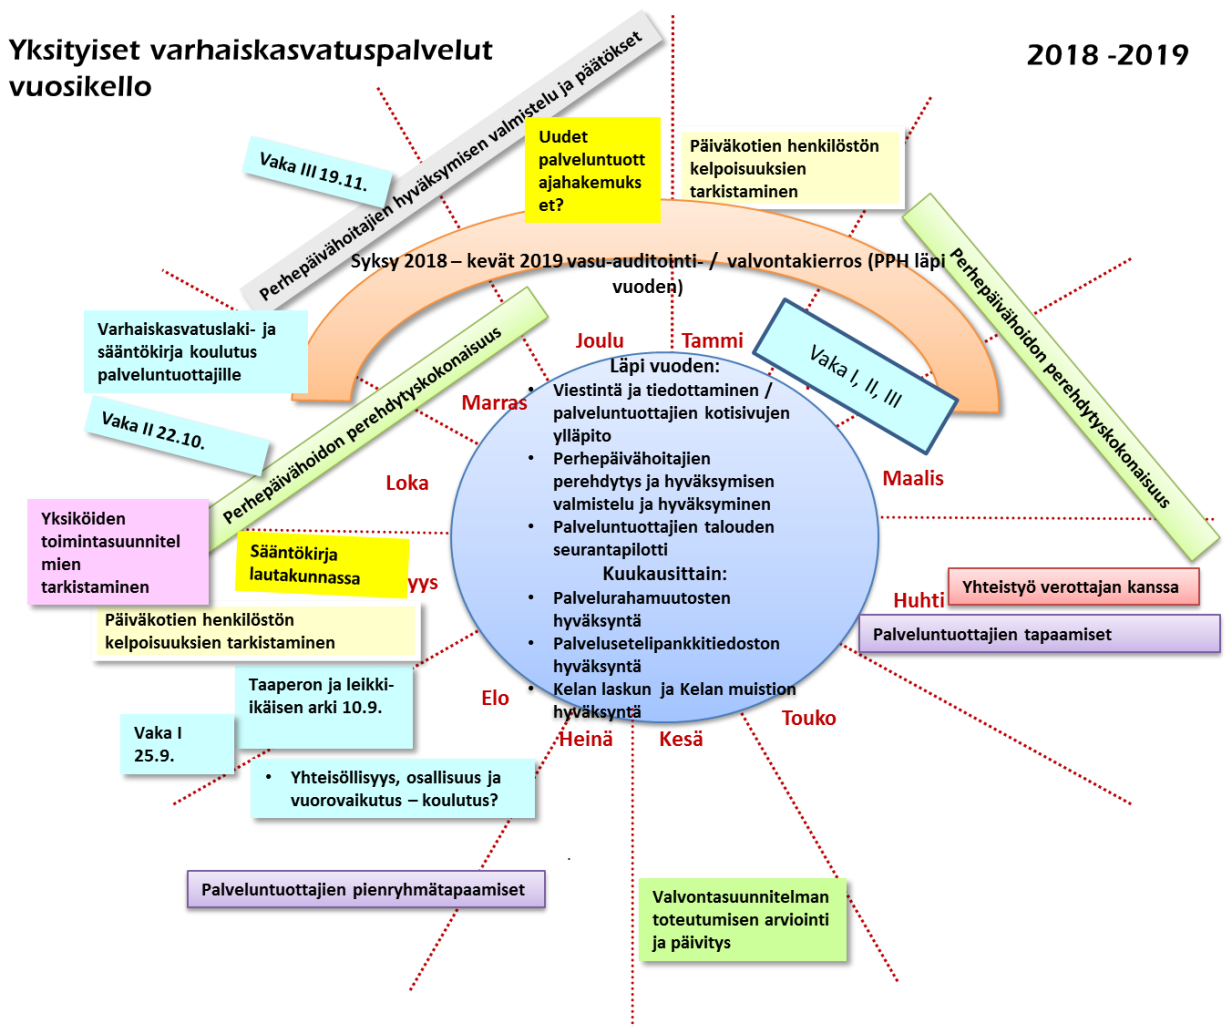 Yksityiset varhaiskasvatuspalvelut
vuosikello
2018 -2019
Perhepäivähoitajien hyväksymisen valmistelu ja päätökset
Vaka III 19.11.
Uudet
palveluntuott
ajahakemuks
et?
Päiväkotien henkilöstön
kelpoisuuksien
tarkistaminen
Perhepäivähoidon perehdytyskokonaisuus
Syksy 2018 – kevät 2019 vasu-auditointi- / valvontakierros (PPH läpi
vuoden)
Varhaiskasvatuslaki- ja
sääntökirja koulutus
palveluntuottajille
Perhepäivähoidon perehdytyskokonaisuus
Vaka II 22.10.
Joulu
Tammi
Vaka I, II, III
Marras
Loka
Maalis
Läpi vuoden:
• Viestintä ja tiedottaminen /
palveluntuottajien kotisivujen
ylläpito
• Perhepäivähoitajien
perehdytys ja hyväksymisen
valmistelu ja hyväksyminen
• Palveluntuottajien talouden
seurantapilotti
Kuukausittain:
• Palvelurahamuutosten
hyväksyntä
• Palvelusetelipankkitiedoston
hyväksyntä
• Kelan laskun ja Kelan muistion
hyväksyntä
Yksiköiden
toimintasuunnitel
mien
tarkistaminen
Sääntökirja
lautakunnassa
yys
Päiväkotien henkilöstön
kelpoisuuksien tarkistaminen
Huhti
Yhteistyö verottajan kanssa
Palveluntuottajien tapaamiset
Taaperon ja leikki-
ikäisen arki 10.9.
Elo
Vaka I
25.9.
Heinä
Kesä
Touko
• Yhteisöllisyys, osallisuus ja
vuorovaikutus – koulutus?
Palveluntuottajien pienryhmätapaamiset
Valvontasuunnitelman
toteutumisen arviointi
ja päivitys